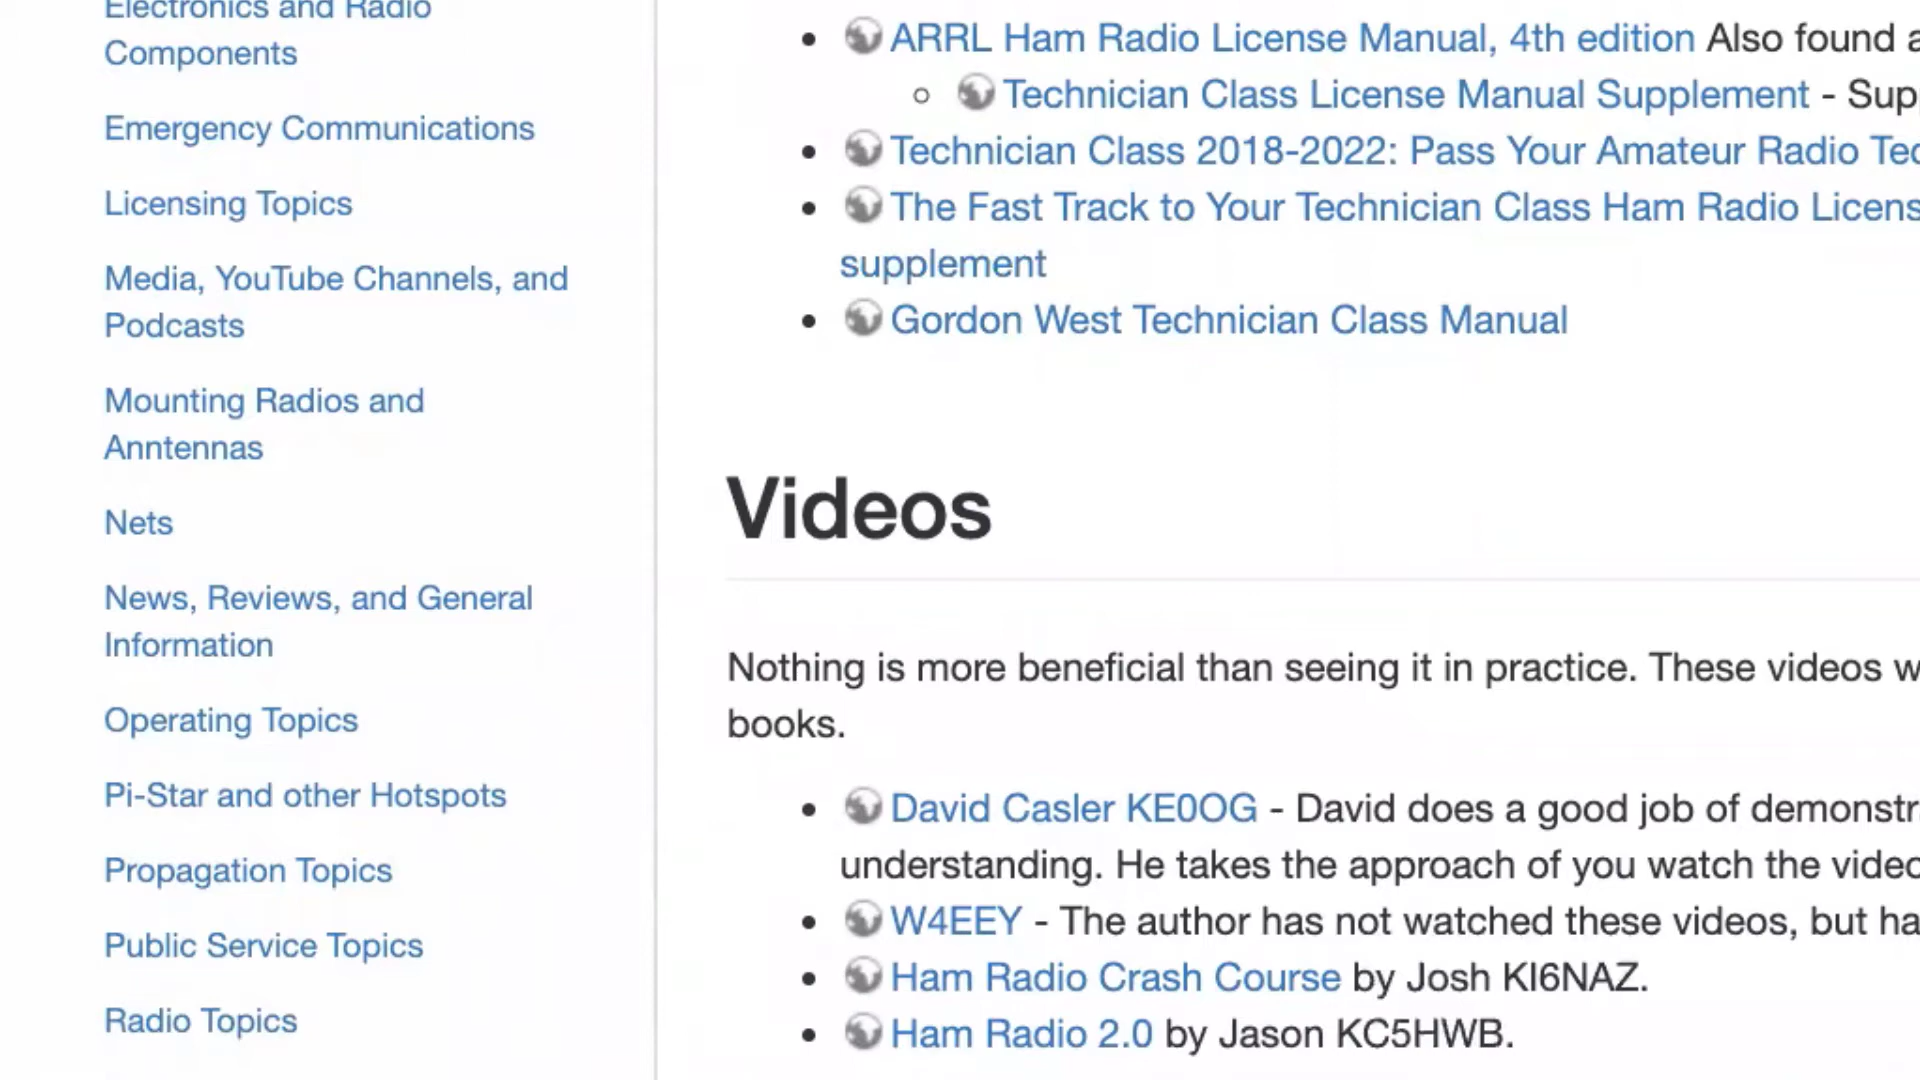 Electronics and Radio
Components
Emergency Communications
Licensing Topics
Media, YouTube Channels, and
Podcasts
Mounting Radios and
Anntennas
Nets
News, Reviews, and General
Information
Operating Topics
Pi-Star and other Hotspots
Propagation Topics
Public Service Topics
Radio Topics
ARRL Ham Radio License Manual, 4th edition Also found
Technician Class License Manual Supplement -
Technician Class 2018-2022: Pass Your Amateur Radio
The Fast Track to Your Technician Class Ham Radio
supplement
Gordon West Technician Class Manual
Videos
Nothing is more beneficial than seeing it in practice. These videos
books.
David Casler KE0OG - David does a good job of
understanding. He takes the approach of you watch the
W4EEY - The author has not watched these videos, but
Ham Radio Crash Course by Josh KI6NAZ.
Ham Radio 2.0 by Jason KC5HWB.